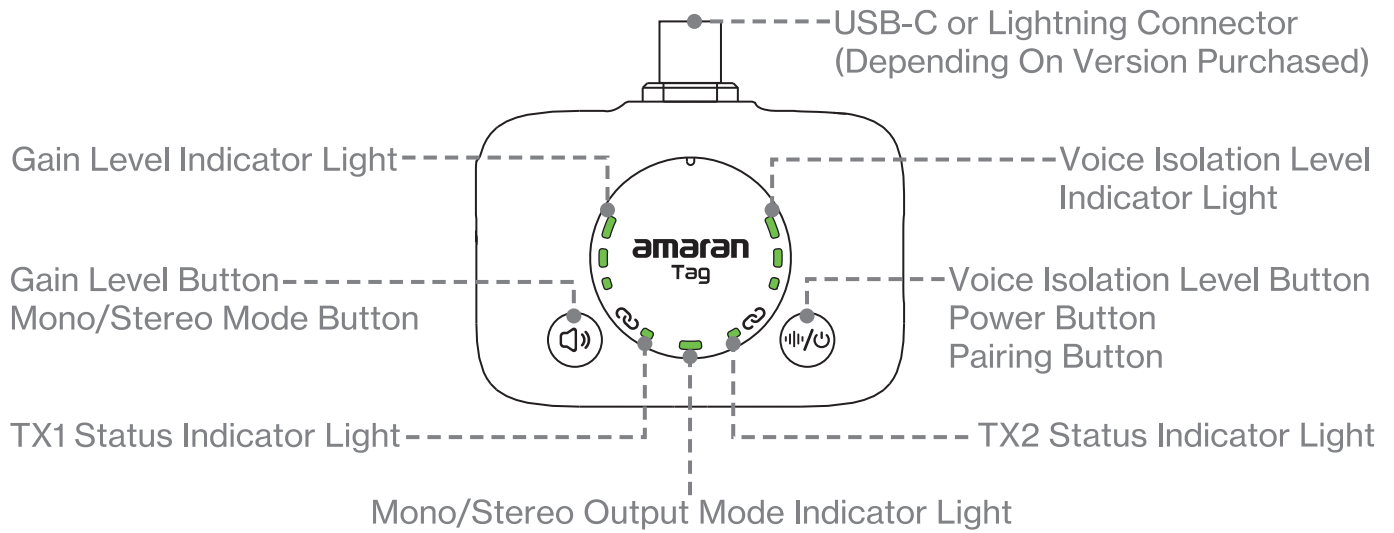 USB-C or Lightning Connector
(Depending On Version Purchased)
Gain Level Indicator Light
Voice Isolation Level
Indicator Light
amaran
Tag
Gain Level Button
Mono/Stereo Mode Button
Voice Isolation Level Button
Power Button
Pairing Button
TX1 Status Indicator Light
TX2 Status Indicator Light
Mono/Stereo Output Mode Indicator Light